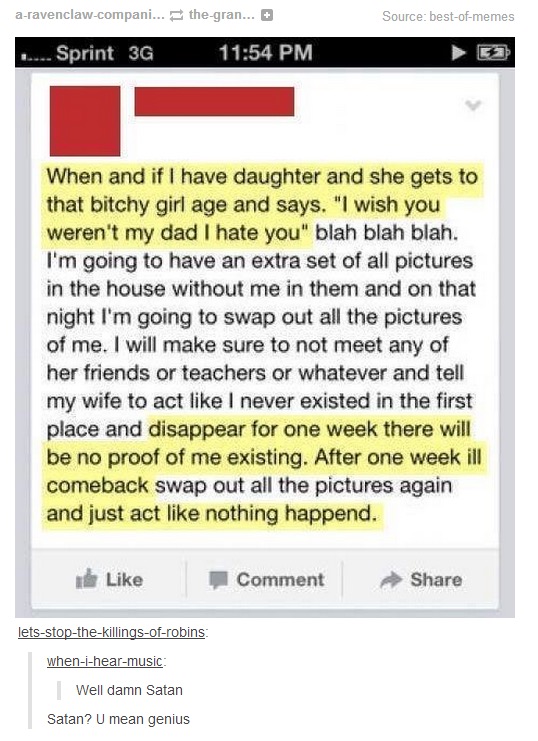 a-ravenclaw-compani... the-gran...
Source: best-of-memes
..... Sprint 3G 11:54 PM
When and if I have daughter and she gets to
that bitchy girl age and says. "I wish you
weren't my dad I hate you" blah blah blah.
I'm going to have an extra set of all pictures
in the house without me in them and on that
night I'm going to swap out all the pictures
of me. I will make sure to not meet any of
her friends or teachers or whatever and tell
my wife to act like I never existed in the first
place and disappear for one week there will
be no proof of me existing. After one week ill
comeback swap out all the pictures again
and just act like nothing happend.
Like Comment Share
lets-stop-the-killings-of-robins:
when-i-hear-music:
Well damn Satan
Satan? U mean genius